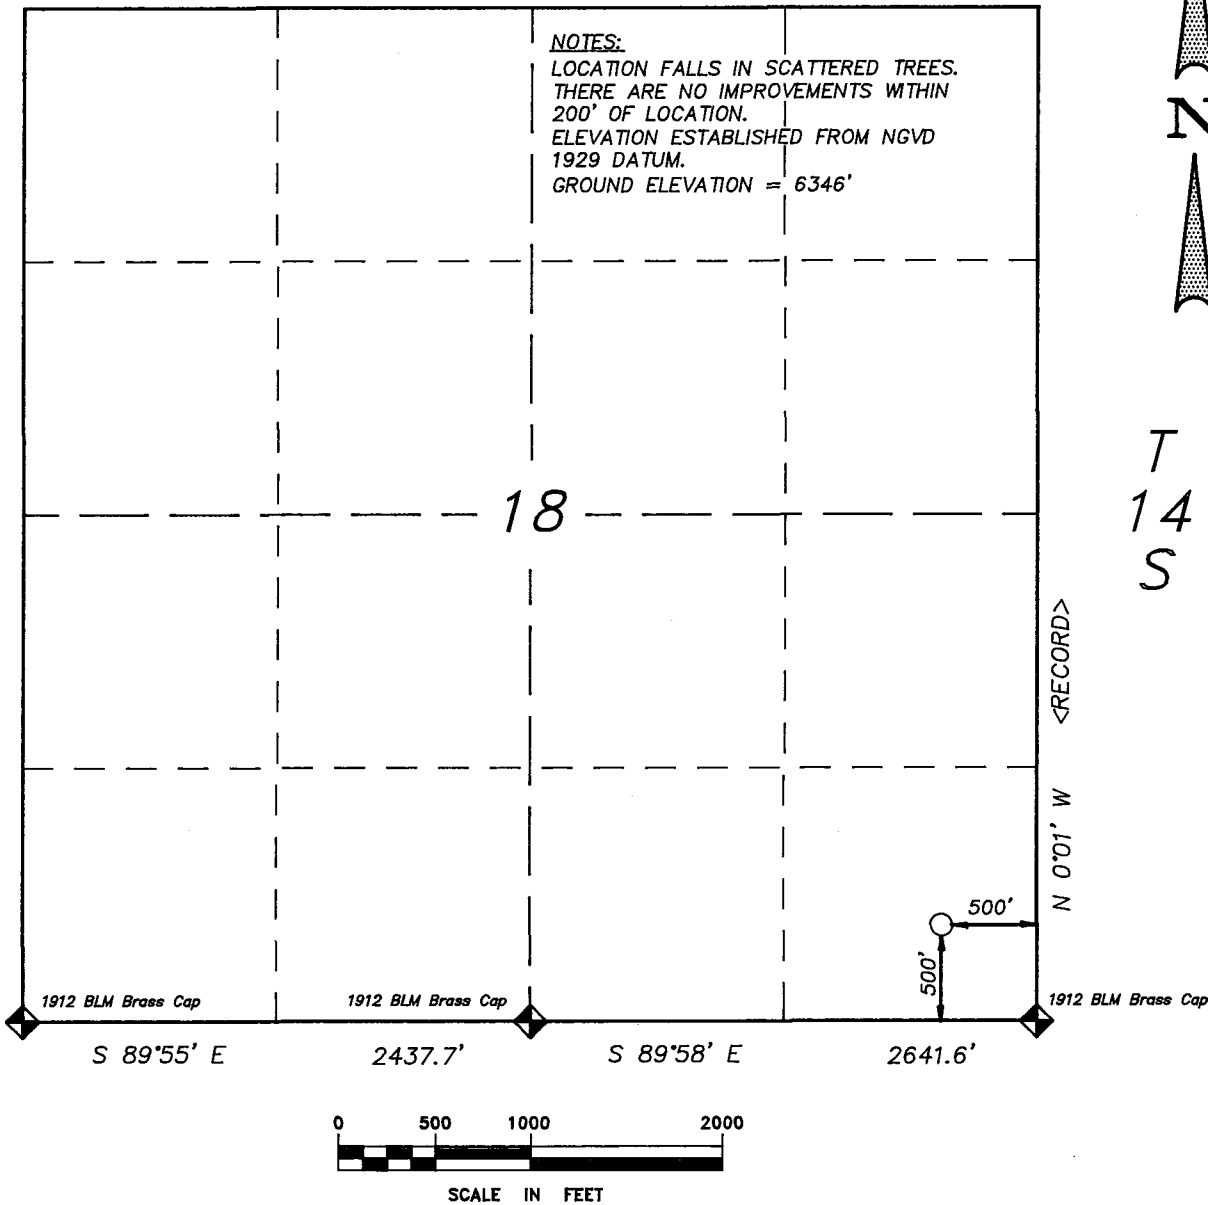 NOTES:
LOCATION FALLS IN SCATTERED TREES.
THERE ARE NO IMPROVEMENTS WITHIN
200' OF LOCATION.
ELEVATION ESTABLISHED FROM NGVD
1929 DATUM.
GROUND ELEVATION = 6346'
N
T
14
S
18
<RECORD>
N 0°01' W
500'
500'
1912 BLM Brass Cap
1912 BLM Brass Cap
1912 BLM Brass Cap
S 89°55' E
2437.7'
S 89°58' E
2641.6'
0 500 1000 2000
SCALE IN FEET